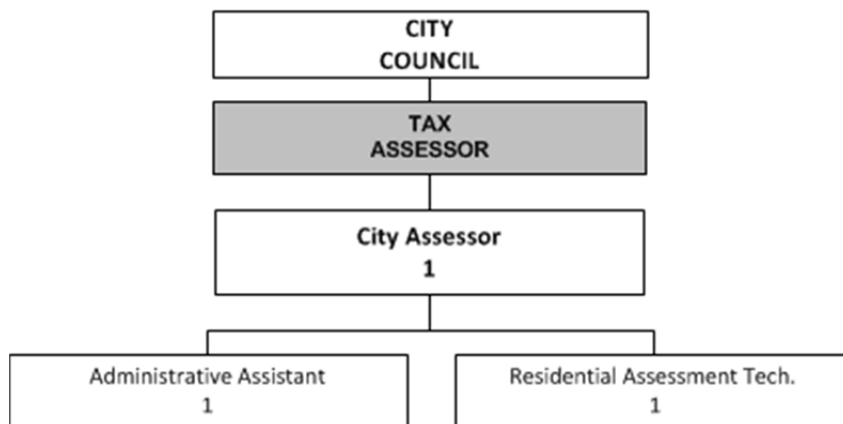 CITY
COUNCIL
TAX
ASSESSOR
City Assessor
1
Administrative Assistant
1
Residential Assessment Tech.
1